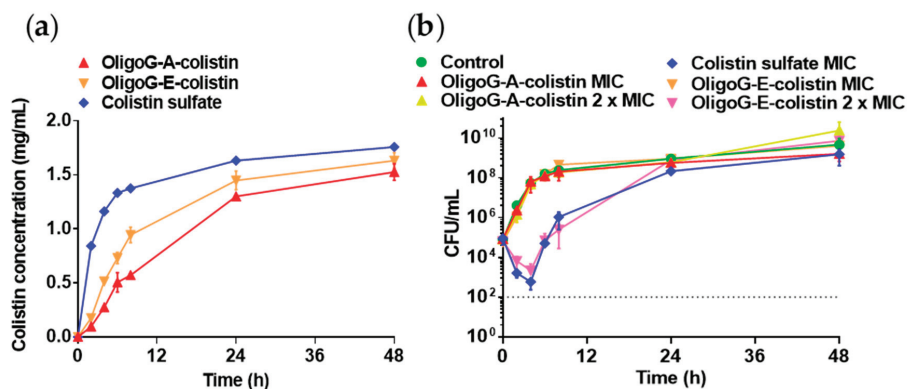 (a)
OligoG-A-colistin
OligoG-E-colistin
Colistin sulfate
Colistin concentration (mg/mL)
2.0
1.5
1.0
0.5
0.0
0 12 24 36 48
Time (h)
(b)
Control
OligoG-A-colistin MIC
OligoG-A-colistin 2 x MIC
Colistin sulfate MIC
OligoG-E-colistin MIC
OligoG-E-colistin 2 x MIC
CFU/mL
10¹⁰
10⁸
10⁶
10⁴
10²
10⁰
0 12 24 36 48
Time (h)